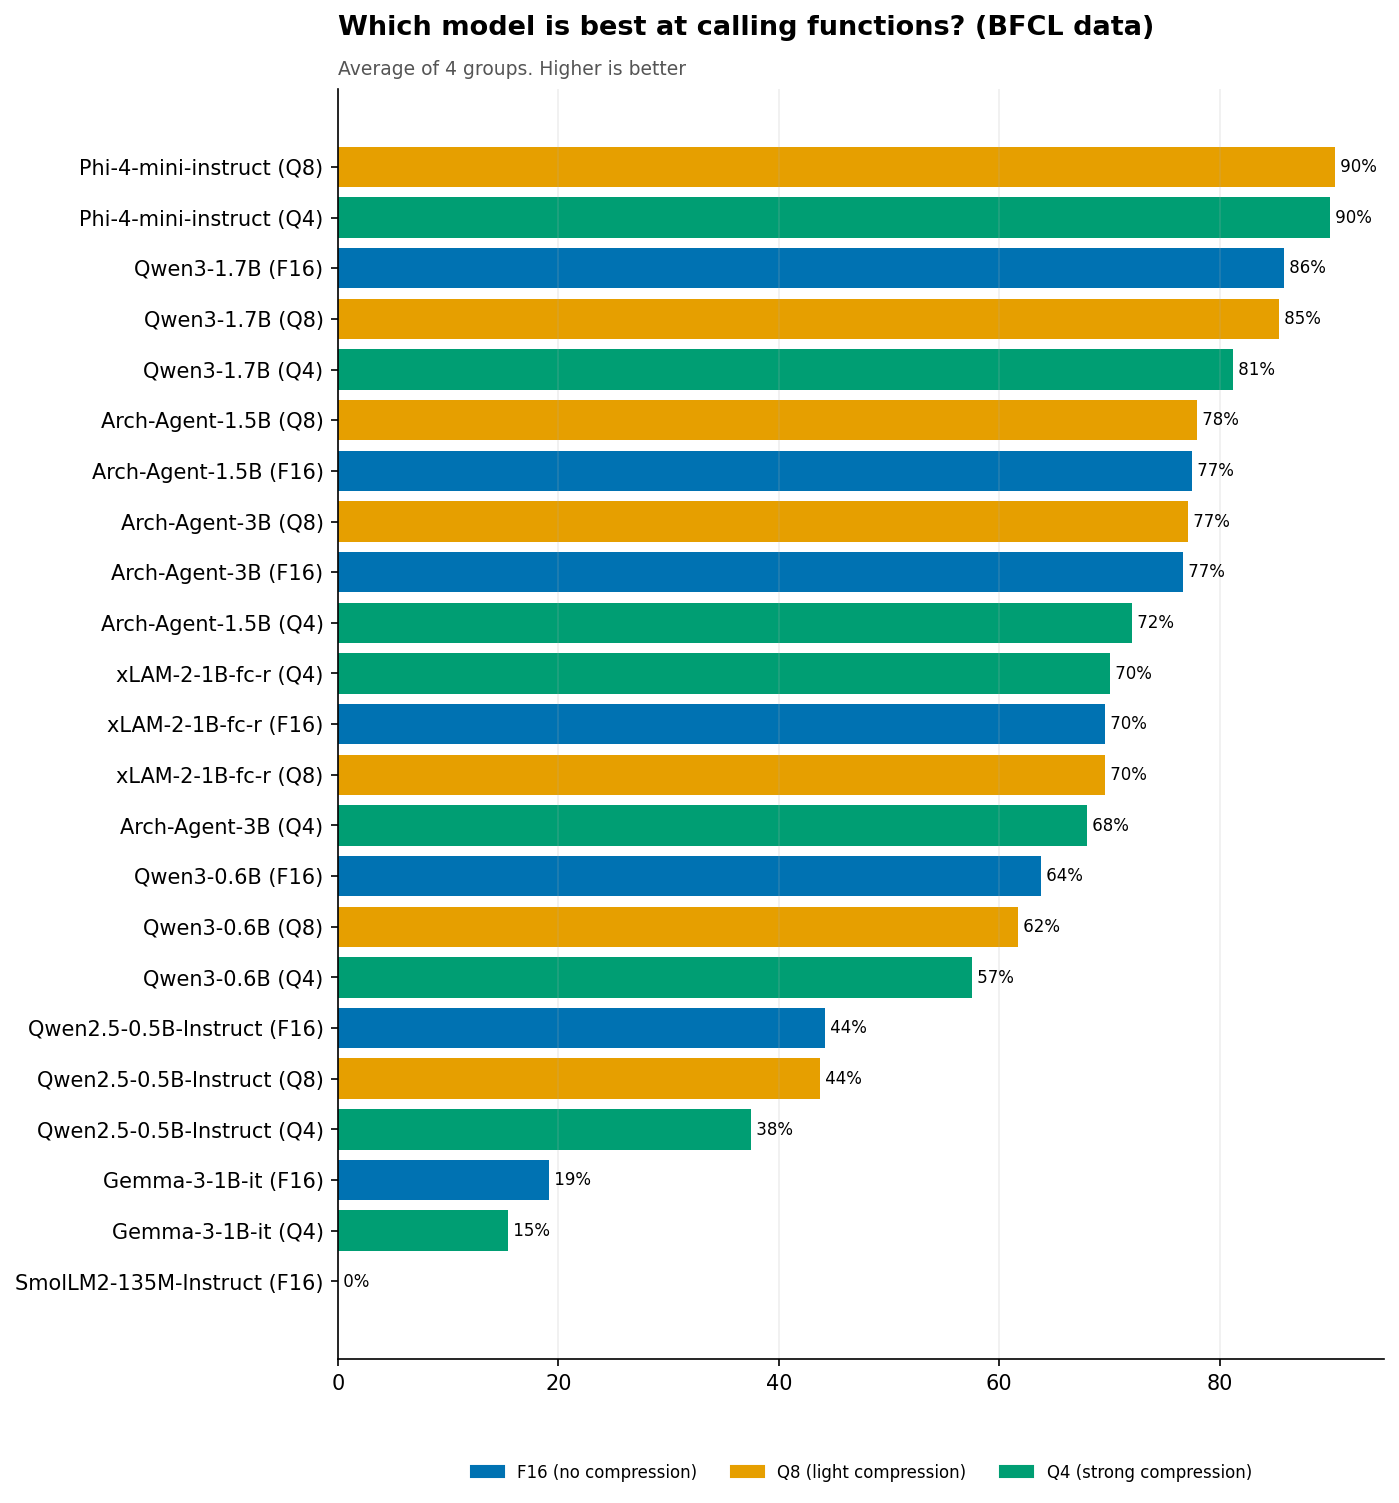 Which model is best at calling functions? (BFCL data)
Average of 4 groups. Higher is better
Phi-4-mini-instruct (Q8) 90%
Phi-4-mini-instruct (Q4) 90%
Qwen3-1.7B (F16) 86%
Qwen3-1.7B (Q8) 85%
Qwen3-1.7B (Q4) 81%
Arch-Agent-1.5B (Q8) 78%
Arch-Agent-1.5B (F16) 77%
Arch-Agent-3B (Q8) 77%
Arch-Agent-3B (F16) 77%
Arch-Agent-1.5B (Q4) 72%
xLAM-2-1B-fc-r (Q4) 70%
xLAM-2-1B-fc-r (F16) 70%
xLAM-2-1B-fc-r (Q8) 70%
Arch-Agent-3B (Q4) 68%
Qwen3-0.6B (F16) 64%
Qwen3-0.6B (Q8) 62%
Qwen3-0.6B (Q4) 57%
Qwen2.5-0.5B-Instruct (F16) 44%
Qwen2.5-0.5B-Instruct (Q8) 44%
Qwen2.5-0.5B-Instruct (Q4) 38%
Gemma-3-1B-it (F16) 19%
Gemma-3-1B-it (Q4) 15%
SmolLM2-135M-Instruct (F16) 0%
0 20 40 60 80
F16 (no compression) Q8 (light compression) Q4 (strong compression)